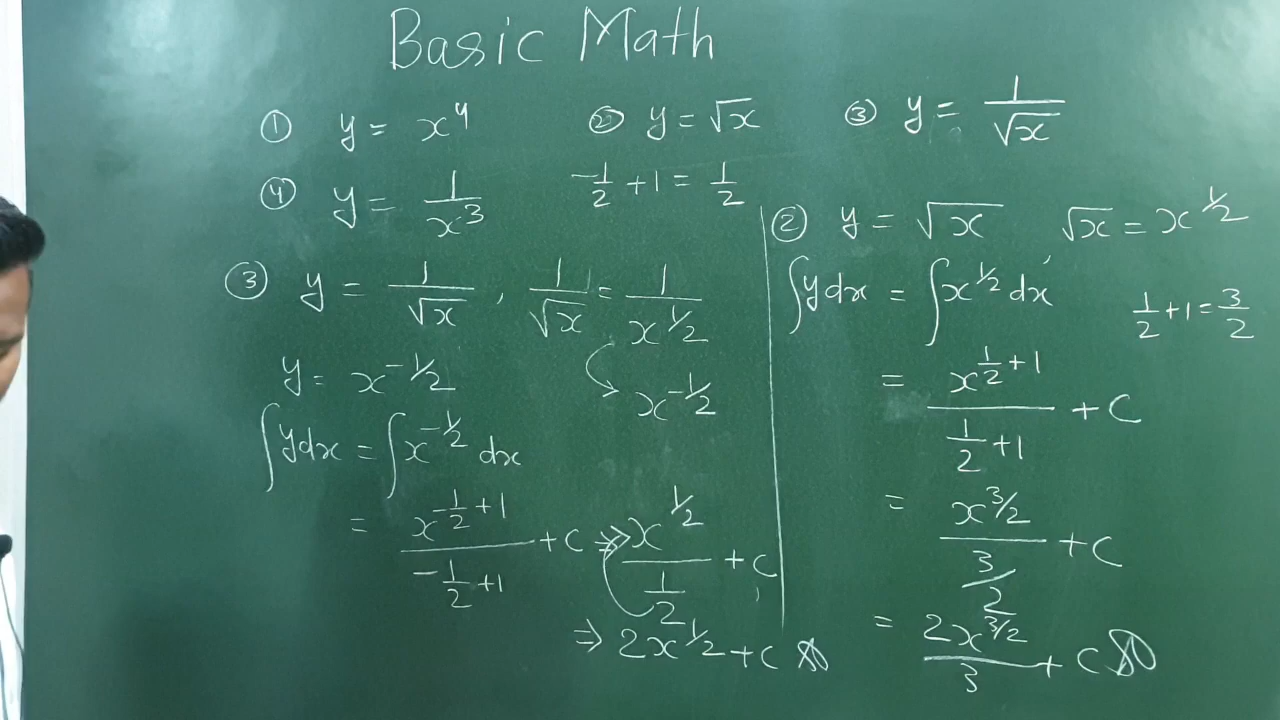 Basic Math
① y = x⁴ ② y = √x ③ y = 1/√x
④ y = 1/x³ -1/2 + 1 = 1/2
③ y = 1/√x , 1/√x = 1/x^1/2
y = x^-1/2
x^-1/2
∫ydx = ∫x^-1/2 dx
= x^(-1/2+1)/(-1/2+1) + C ⇒ x^1/2/(1/2) + C
⇒ 2x^1/2 + C
② y = √x √x = x^1/2
∫ydx = ∫x^1/2 dx 1/2 + 1 = 3/2
= x^(1/2+1)/(1/2+1) + C
= x^3/2/(3/2) + C
= 2x^3/2/3 + C